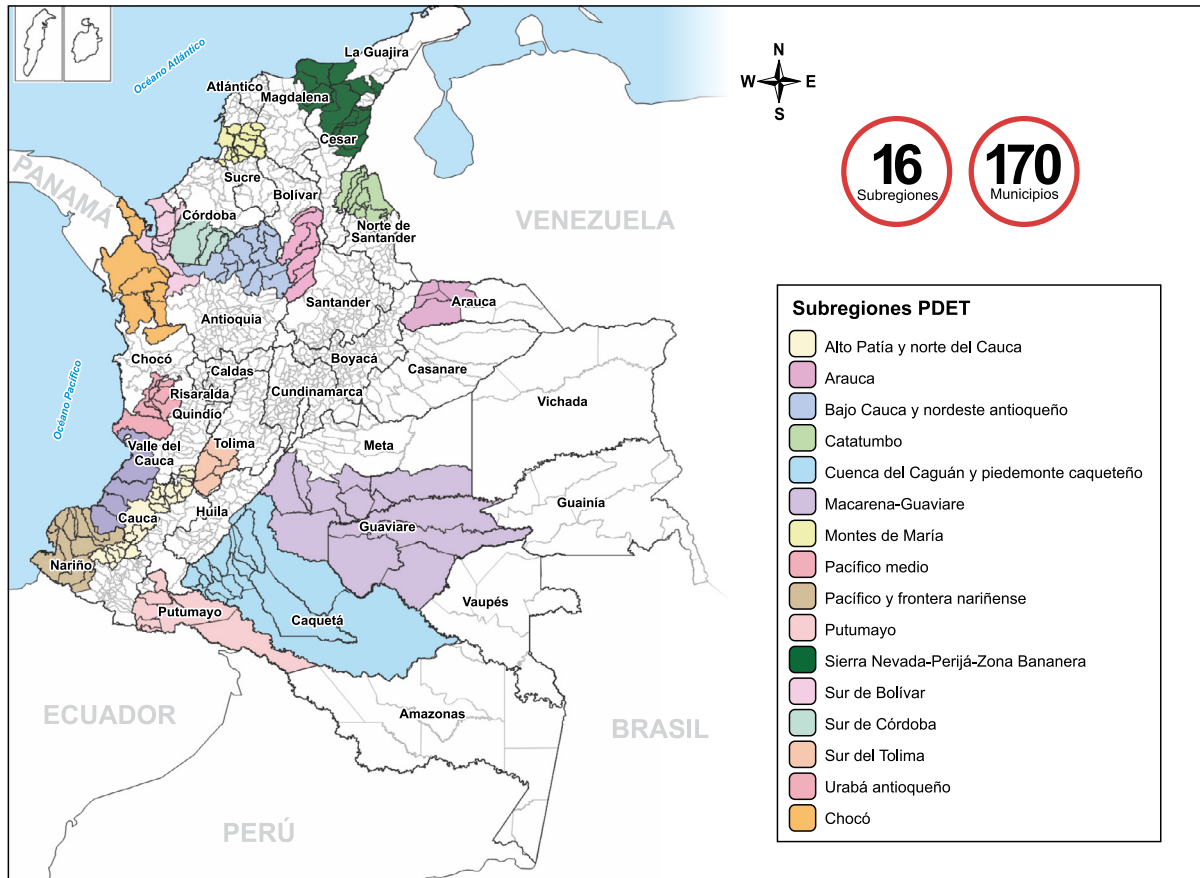 Océano Atlántico
La Guajira
Atlántico
Magdalena
Cesar
N
W E
S
PANAMÁ
Sucre
Bolívar
Córdoba
Norte de
Santander
VENEZUELA
16
Subregiones
170
Municipios
Santander
Arauca
Antioquia
Chocó
Caldas
Boyacá
Casanare
Risaralda
Cundinamarca
Quindio
Vichada
Océano Pacífico
Valle del
Cauca
Tolima
Meta
Guainía
Cauca
Huila
Guaviare
Nariño
Putumayo
Caquetá
Vaupés
Amazonas
ECUADOR
BRASIL
PERÚ
Subregiones PDET
Alto Patía y norte del Cauca
Arauca
Bajo Cauca y nordeste antioqueño
Catatumbo
Cuenca del Caguán y piedemonte caqueteño
Macarena-Guaviare
Montes de María
Pacífico medio
Pacífico y frontera nariñense
Putumayo
Sierra Nevada-Perijá-Zona Bananera
Sur de Bolívar
Sur de Córdoba
Sur del Tolima
Urabá antioqueño
Chocó